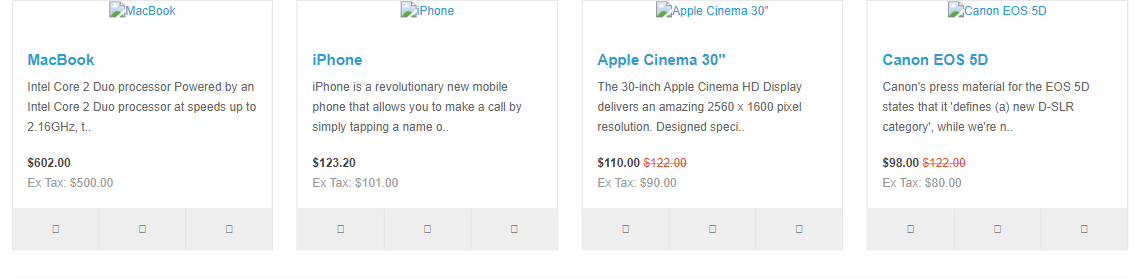 MacBook
MacBook
Intel Core 2 Duo processor Powered by an
Intel Core 2 Duo processor at speeds up to
2.16GHz, t..
$602.00
Ex Tax: $500.00
iPhone
iPhone
iPhone is a revolutionary new mobile
phone that allows you to make a call by
simply tapping a name o..
$123.20
Ex Tax: $101.00
Apple Cinema 30"
Apple Cinema 30"
The 30-inch Apple Cinema HD Display
delivers an amazing 2560 x 1600 pixel
resolution. Designed speci..
$110.00 $122.00
Ex Tax: $90.00
Canon EOS 5D
Canon EOS 5D
Canon's press material for the EOS 5D
states that it 'defines (a) new D-SLR
category', while we're n..
$98.00 $122.00
Ex Tax: $80.00